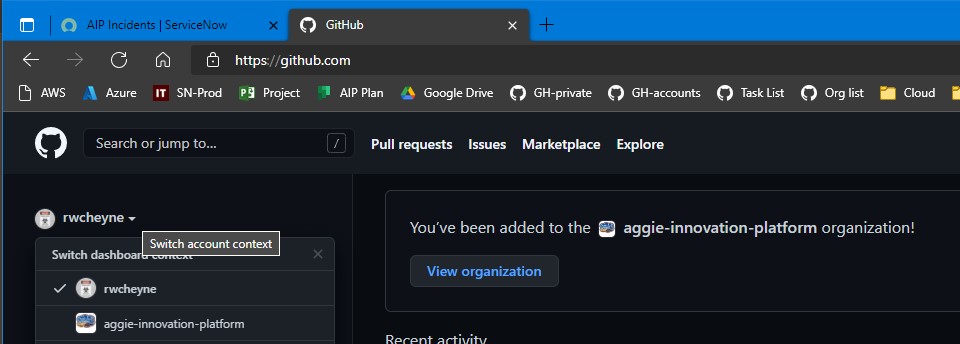 AIP Incidents | ServiceNow
GitHub
https://github.com
AWS Azure IT SN-Prod Project AIP Plan Google Drive GH-private GH-accounts Task List Org list Cloud
Search or jump to... /
Pull requests Issues Marketplace Explore
rwcheyne
Switch account context
Switch dashboard context
rwcheyne
aggie-innovation-platform
You've been added to the aggie-innovation-platform organization!
View organization
Recent activity